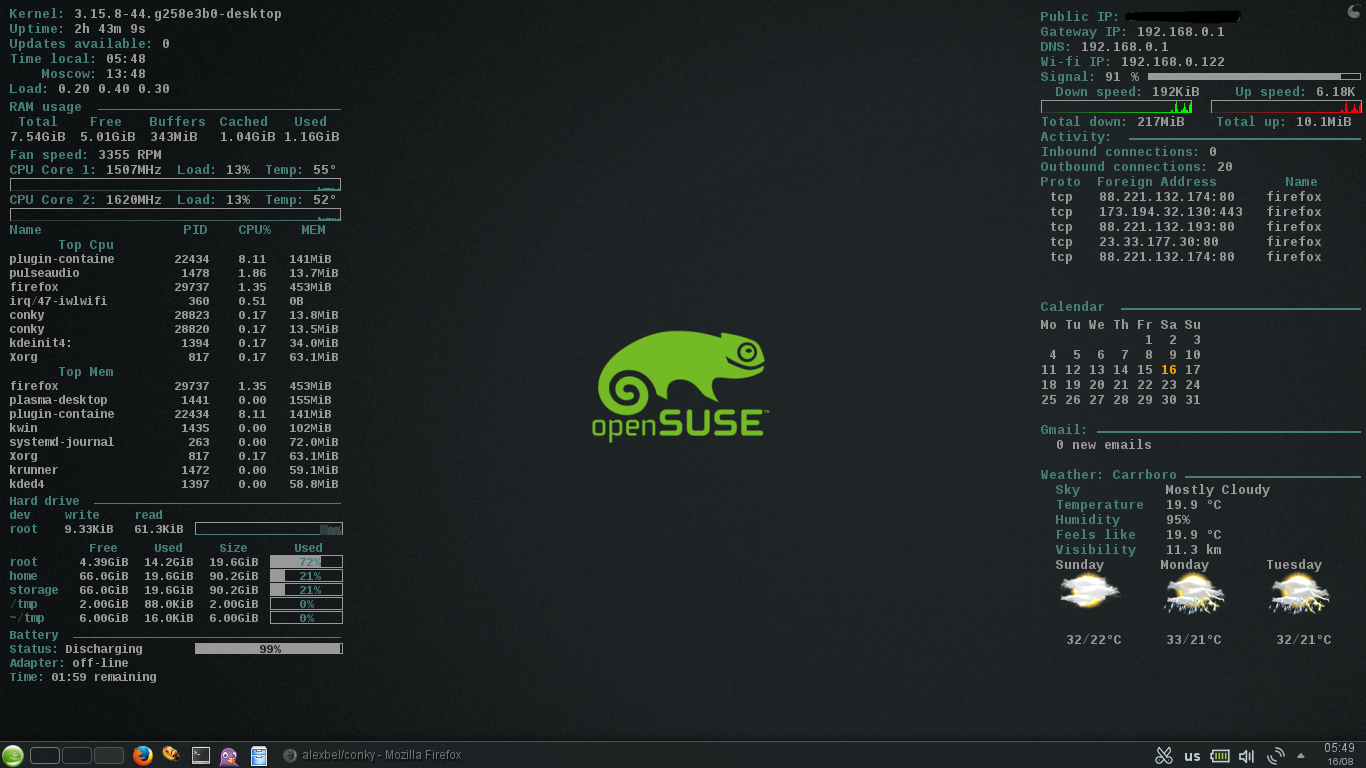 Kernel: 3.15.8-44.g258e3b0-desktop
Uptime: 2h 43m 9s
Updates available: 0
Time local: 05:48
Moscow: 13:48
Load: 0.20 0.40 0.30
RAM usage
Total Free Buffers Cached Used
7.54GiB 5.01GiB 343MiB 1.04GiB 1.16GiB
Fan speed: 3355 RPM
CPU Core 1: 1507MHz Load: 13% Temp: 55°
CPU Core 2: 1620MHz Load: 13% Temp: 52°
Name PID CPU% MEM
Top Cpu
plugin-containe 22434 8.11 141MiB
pulseaudio 1478 1.86 13.7MiB
firefox 29737 1.35 453MiB
irq/47-iwlwifi 360 0.51 0B
conky 28823 0.17 13.8MiB
conky 28820 0.17 13.5MiB
kdeinit4: 1394 0.17 34.0MiB
Xorg 817 0.17 63.1MiB
Top Mem
firefox 29737 1.35 453MiB
plasma-desktop 1441 0.00 155MiB
plugin-containe 22434 8.11 141MiB
kwin 1435 0.00 102MiB
systemd-journal 263 0.00 72.0MiB
Xorg 817 0.17 63.1MiB
krunner 1472 0.00 59.1MiB
kded4 1397 0.00 58.8MiB
Hard drive
dev write read
root 9.33KiB 61.3KiB
Free Used Size Used
root 4.39GiB 14.2GiB 19.6GiB 72%
home 66.0GiB 19.6GiB 90.2GiB 21%
storage 66.0GiB 19.6GiB 90.2GiB 21%
/tmp 2.00GiB 88.0KiB 2.00GiB 0%
~/tmp 6.00GiB 16.0KiB 6.00GiB 0%
Battery
Status: Discharging 99%
Adapter: off-line
Time: 01:59 remaining
openSUSE™
Public IP:
Gateway IP: 192.168.0.1
DNS: 192.168.0.1
Wi-fi IP: 192.168.0.122
Signal: 91 %
Down speed: 192KiB Up speed: 6.18K
Total down: 217MiB Total up: 10.1MiB
Activity:
Inbound connections: 0
Outbound connections: 20
Proto Foreign Address Name
tcp 88.221.132.174:80 firefox
tcp 173.194.32.130:443 firefox
tcp 88.221.132.193:80 firefox
tcp 23.33.177.30:80 firefox
tcp 88.221.132.174:80 firefox
Calendar
Mo Tu We Th Fr Sa Su
1 2 3
4 5 6 7 8 9 10
11 12 13 14 15 16 17
18 19 20 21 22 23 24
25 26 27 28 29 30 31
Gmail:
0 new emails
Weather: Carrboro
Sky Mostly Cloudy
Temperature 19.9 °C
Humidity 95%
Feels like 19.9 °C
Visibility 11.3 km
Sunday Monday Tuesday
32/22°C 33/21°C 32/21°C
alexbel/conky - Mozilla Firefox
us
05:49
16/08